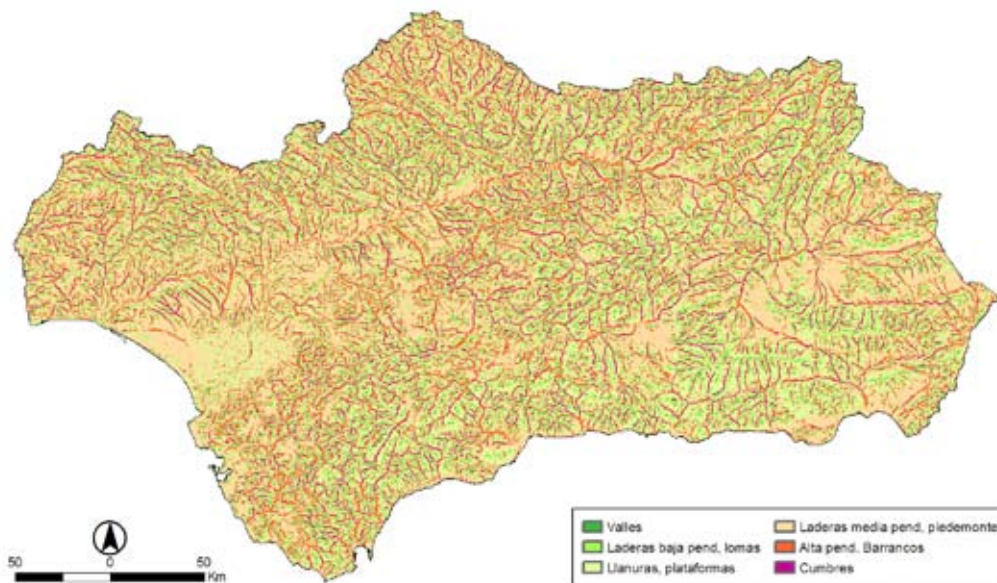 50 0 50
Km
Valles
Laderas baja pend, lomas
Llanuras, plataformas
Laderas media pend, piedemonte
Alta pend. Barrancos
Cumbres